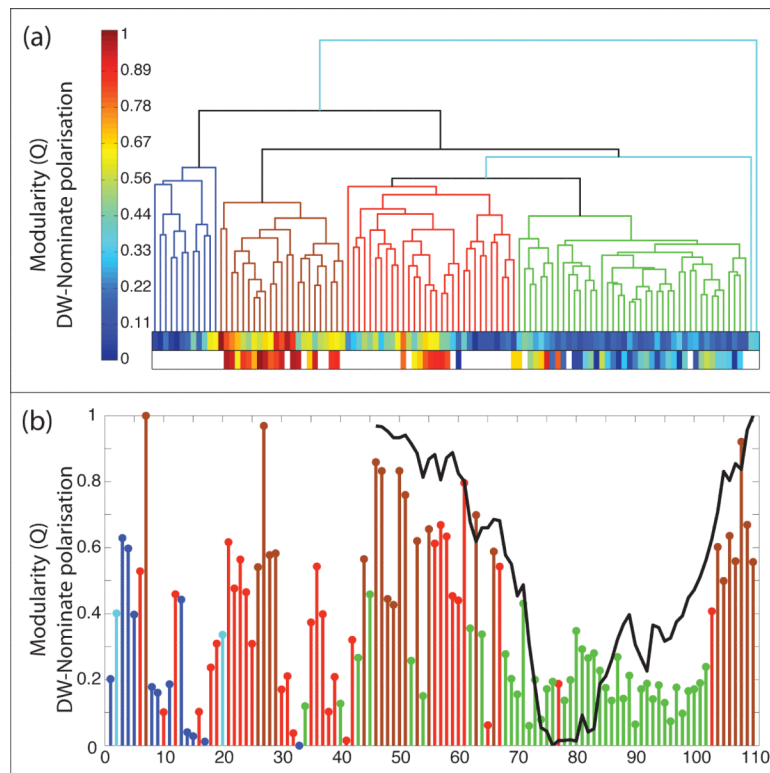 (a)
Modularity (Q)
DW-Nominate polarisation
1
0.89
0.78
0.67
0.56
0.44
0.33
0.22
0.11
0
(b)
Modularity (Q)
DW-Nominate polarisation
1
0.8
0.6
0.4
0.2
0
0 10 20 30 40 50 60 70 80 90 100 110